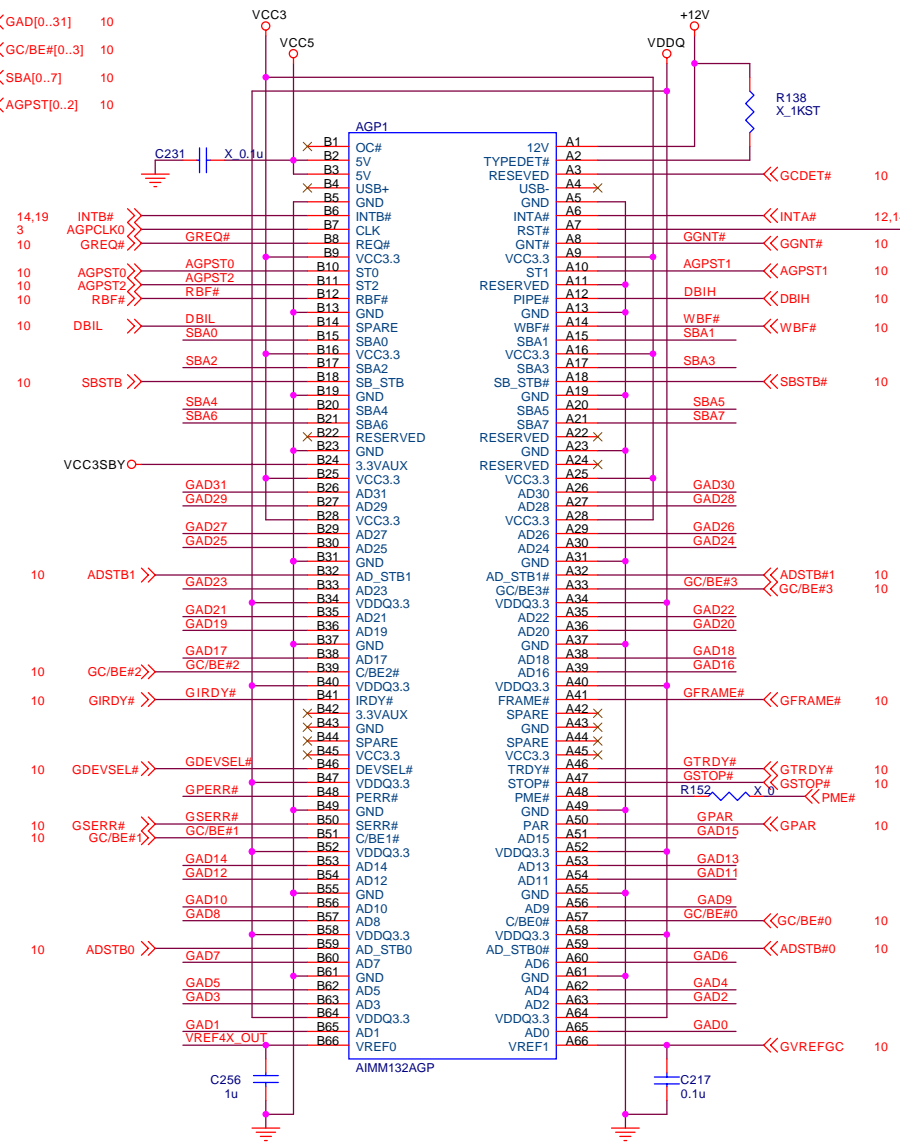 GAD[0..31] 10
GC/BE#[0..3] 10
SBA[0..7] 10
AGPST[0..2] 10
VCC3
VCC5
VDDQ
+12V
R138
X_1KST
AGP1
C231 X_0.1u
B1 OC# 12V A1
B2 5V TYPEDET# A2
B3 5V RESEVED A3 GCDET# 10
B4 USB+ USB- A4
B5 GND GND A5
14,19 INTB# B6 INTB# INTA# A6 INTA#
3 AGPCLK0 B7 CLK RST# A7
10 GREQ# GREQ# B8 REQ# GNT# A8 GGNT# GGNT# 10
B9 VCC3.3 VCC3.3 A9
10 AGPST0 AGPST0 B10 ST0 ST1 A10 AGPST1 AGPST1 10
10 AGPST2 AGPST2 B11 ST2 RESERVED A11
10 RBF# RBF# B12 RBF# PIPE# A12 DBIH DBIH 10
B13 GND GND A13
10 DBIL DBIL B14 SPARE WBF# A14 WBF# WBF# 10
SBA0 B15 SBA0 SBA1 A15 SBA1
B16 VCC3.3 VCC3.3 A16
SBA2 B17 SBA2 SBA3 A17 SBA3
10 SBSTB B18 SB_STB SB_STB# A18 SBSTB# 10
B19 GND GND A19
SBA4 B20 SBA4 SBA5 A20 SBA5
SBA6 B21 SBA6 SBA7 A21 SBA7
B22 RESERVED RESERVED A22
B23 GND GND A23
VCC3SBY B24 3.3VAUX RESERVED A24
B25 VCC3.3 VCC3.3 A25
GAD31 B26 AD31 AD30 A26 GAD30
GAD29 B27 AD29 AD28 A27 GAD28
B28 VCC3.3 VCC3.3 A28
GAD27 B29 AD27 AD26 A29 GAD26
GAD25 B30 AD25 AD24 A30 GAD24
B31 GND GND A31
10 ADSTB1 B32 AD_STB1 AD_STB1# A32 ADSTB#1 10
GAD23 B33 AD23 GC/BE3# A33 GC/BE#3 GC/BE#3 10
B34 VDDQ3.3 VDDQ3.3 A34
GAD21 B35 AD21 AD22 A35 GAD22
GAD19 B36 AD19 AD20 A36 GAD20
B37 GND GND A37
GAD17 B38 AD17 AD18 A38 GAD18
10 GC/BE#2 GC/BE#2 B39 C/BE2# AD16 A39 GAD16
B40 VDDQ3.3 VDDQ3.3 A40
10 GIRDY# GIRDY# B41 IRDY# FRAME# A41 GFRAME# GFRAME# 10
B42 3.3VAUX SPARE A42
B43 GND GND A43
B44 SPARE SPARE A44
B45 VCC3.3 VCC3.3 A45
10 GDEVSEL# GDEVSEL# B46 DEVSEL# TRDY# A46 GTRDY# GTRDY# 10
B47 VDDQ3.3 STOP# A47 GSTOP# GSTOP# 10
GPERR# B48 PERR# PME# A48 R152 X_0 PME#
B49 GND GND A49
10 GSERR# GSERR# B50 SERR# PAR A50 GPAR GPAR 10
10 GC/BE#1 GC/BE#1 B51 C/BE1# AD15 A51 GAD15
B52 VDDQ3.3 VDDQ3.3 A52
GAD14 B53 AD14 AD13 A53 GAD13
GAD12 B54 AD12 AD11 A54 GAD11
B55 GND GND A55
GAD10 B56 AD10 AD9 A56 GAD9
GAD8 B57 AD8 C/BE0# A57 GC/BE#0 GC/BE#0 10
B58 VDDQ3.3 VDDQ3.3 A58
10 ADSTB0 B59 AD_STB0 AD_STB0# A59 ADSTB#0 10
GAD7 B60 AD7 AD6 A60 GAD6
B61 GND GND A61
GAD5 B62 AD5 AD4 A62 GAD4
GAD3 B63 AD3 AD2 A63 GAD2
B64 VDDQ3.3 VDDQ3.3 A64
GAD1 B65 AD1 AD0 A65 GAD0
VREF4X_OUT B66 VREF0 VREF1 A66 GVREFGC 10
AIMM132AGP
C256
1u
C217
0.1u